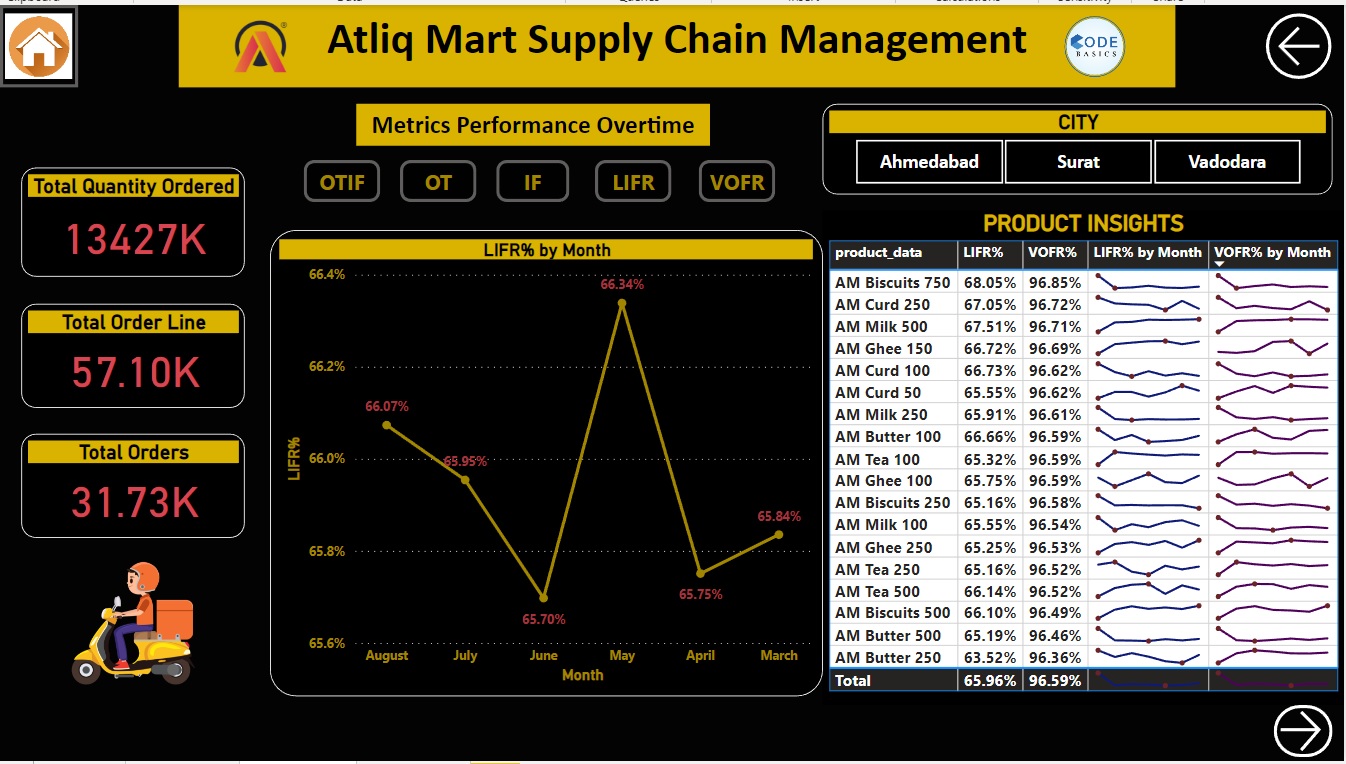 Atliq Mart Supply Chain Management
CODE
BASICS
Metrics Performance Overtime
OTIF OT IF LIFR VOFR
CITY
Ahmedabad Surat Vadodara
Total Quantity Ordered
13427K
Total Order Line
57.10K
Total Orders
31.73K
LIFR% by Month
66.4%
66.2%
66.0%
65.8%
65.6%
LIFR%
66.07%
65.95%
65.70%
66.34%
65.75%
65.84%
August July June May April March
Month
PRODUCT INSIGHTS
product_data LIFR% VOFR% LIFR% by Month VOFR% by Month
AM Biscuits 750 68.05% 96.85%
AM Curd 250 67.05% 96.72%
AM Milk 500 67.51% 96.71%
AM Ghee 150 66.72% 96.69%
AM Curd 100 66.73% 96.62%
AM Curd 50 65.55% 96.62%
AM Milk 250 65.91% 96.61%
AM Butter 100 66.66% 96.59%
AM Tea 100 65.32% 96.59%
AM Ghee 100 65.75% 96.59%
AM Biscuits 250 65.16% 96.58%
AM Milk 100 65.55% 96.54%
AM Ghee 250 65.25% 96.53%
AM Tea 250 65.16% 96.52%
AM Tea 500 66.14% 96.52%
AM Biscuits 500 66.10% 96.49%
AM Butter 500 65.19% 96.46%
AM Butter 250 63.52% 96.36%
Total 65.96% 96.59%